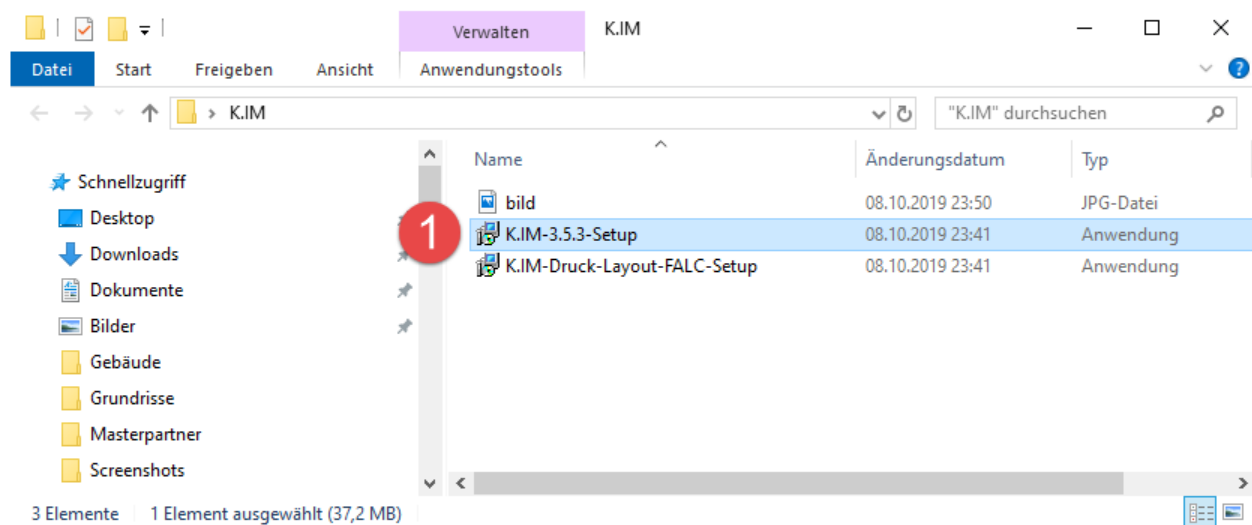 Verwalten K.IM
Datei Start Freigeben Ansicht Anwendungstools
K.IM "K.IM" durchsuchen
Name Änderungsdatum Typ
Schnellzugriff
bild 08.10.2019 23:50 JPG-Datei
Desktop
1 K.IM-3.5.3-Setup 08.10.2019 23:41 Anwendung
Downloads
K.IM-Druck-Layout-FALC-Setup 08.10.2019 23:41 Anwendung
Dokumente
Bilder
Gebäude
Grundrisse
Masterpartner
Screenshots
3 Elemente 1 Element ausgewählt (37,2 MB)